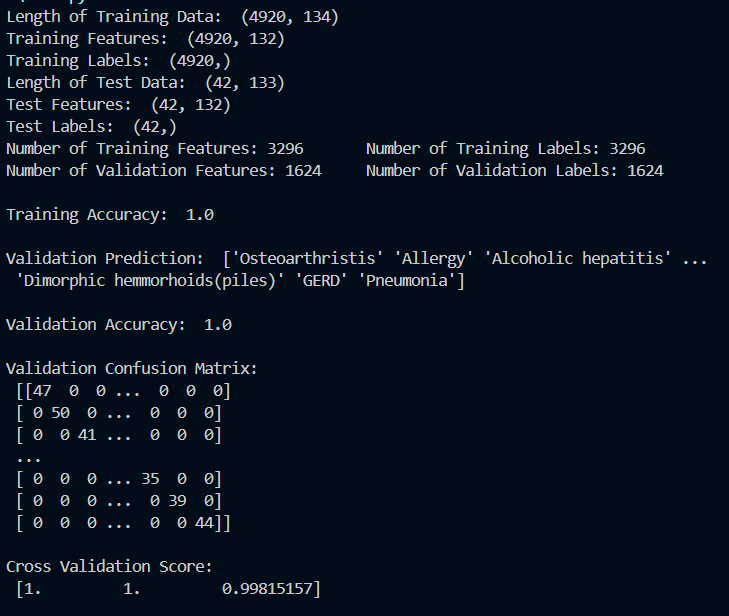 Length of Training Data:  (4920, 134)
Training Features:  (4920, 132)
Training Labels:  (4920,)
Length of Test Data:  (42, 133)
Test Features:  (42, 132)
Test Labels:  (42,)
Number of Training Features: 3296       Number of Training Labels: 3296
Number of Validation Features: 1624     Number of Validation Labels: 1624
Training Accuracy:  1.0
Validation Prediction:  ['Osteoarthristis' 'Allergy' 'Alcoholic hepatitis' ...
 'Dimorphic hemmorhoids(piles)' 'GERD' 'Pneumonia']
Validation Accuracy:  1.0
Validation Confusion Matrix:
 [[47  0  0 ...  0  0  0]
 [ 0 50  0 ...  0  0  0]
 [ 0  0 41 ...  0  0  0]
 ...
 [ 0  0  0 ... 35  0  0]
 [ 0  0  0 ...  0 39  0]
 [ 0  0  0 ...  0  0 44]]
Cross Validation Score:
 [1.         1.         0.99815157]